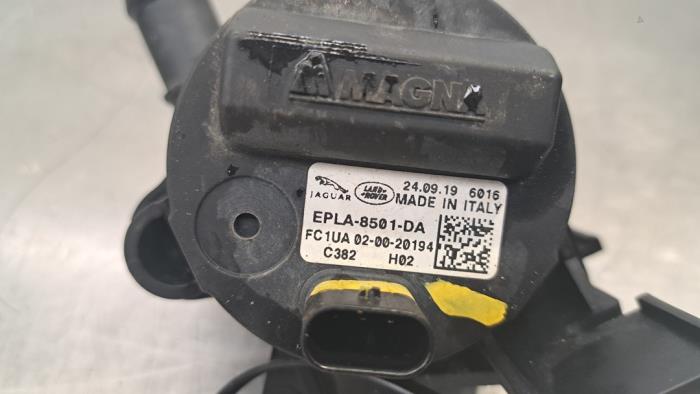 MAGNA
JAGUAR LAND ROVER 24.09.19 6016
MADE IN ITALY
EPLA-8501-DA
FC1UA 02-00-20194
C382 H02